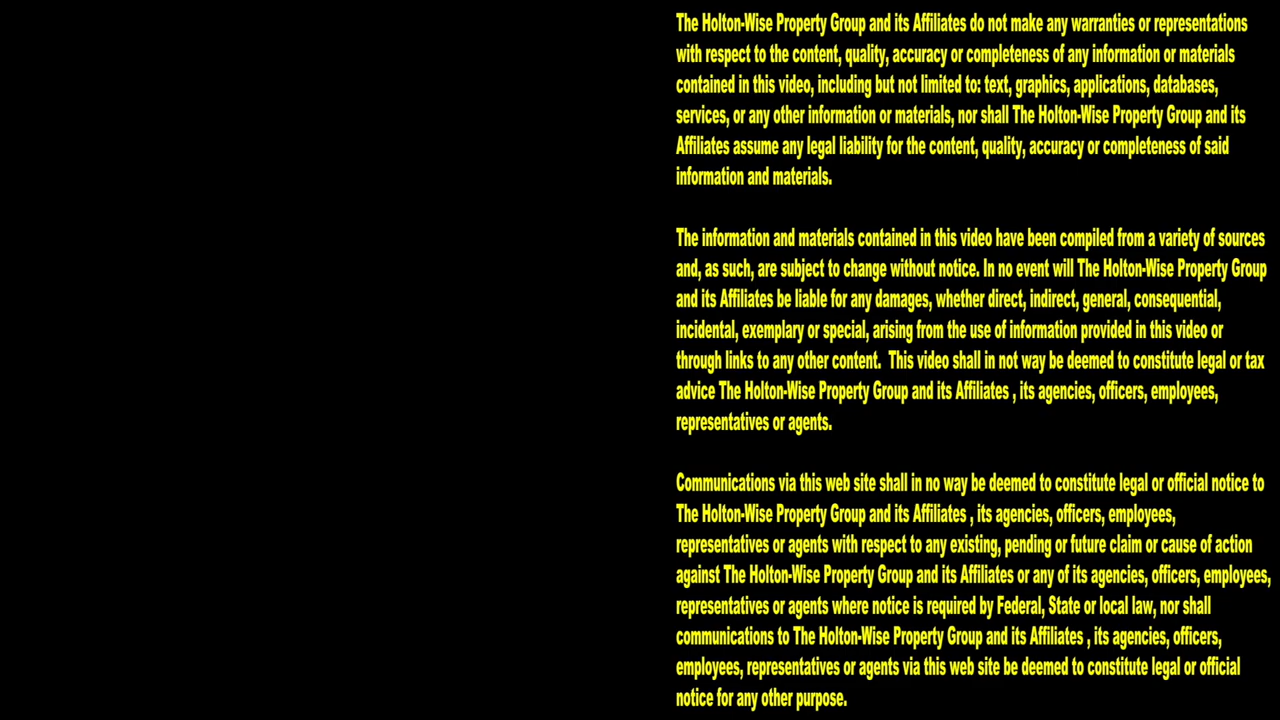 The Holton-Wise Property Group and its Affiliates do not make any warranties or representations
with respect to the content, quality, accuracy or completeness of any information or materials
contained in this video, including but not limited to: text, graphics, applications, databases,
services, or any other information or materials, nor shall The Holton-Wise Property Group and its
Affiliates assume any legal liability for the content, quality, accuracy or completeness of said
information and materials.
The information and materials contained in this video have been compiled from a variety of sources
and, as such, are subject to change without notice. In no event will The Holton-Wise Property Group
and its Affiliates be liable for any damages, whether direct, indirect, general, consequential,
incidental, exemplary or special, arising from the use of information provided in this video or
through links to any other content.  This video shall in not way be deemed to constitute legal or tax
advice The Holton-Wise Property Group and its Affiliates , its agencies, officers, employees,
representatives or agents.
Communications via this web site shall in no way be deemed to constitute legal or official notice to
The Holton-Wise Property Group and its Affiliates , its agencies, officers, employees,
representatives or agents with respect to any existing, pending or future claim or cause of action
against The Holton-Wise Property Group and its Affiliates or any of its agencies, officers, employees,
representatives or agents where notice is required by Federal, State or local law, nor shall
communications to The Holton-Wise Property Group and its Affiliates , its agencies, officers,
employees, representatives or agents via this web site be deemed to constitute legal or official
notice for any other purpose.